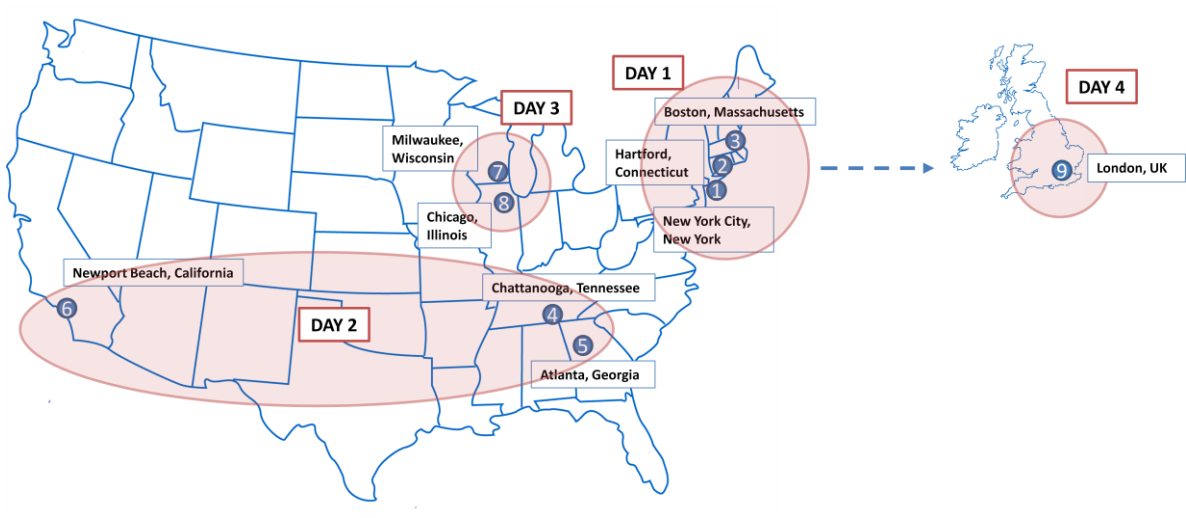 DAY 1
Boston, Massachusetts
3
Hartford,
Connecticut
2
1
New York City,
New York
DAY 2
Newport Beach, California
6
Chattanooga, Tennessee
4
5
Atlanta, Georgia
DAY 3
Milwaukee,
Wisconsin
7
Chicago,
Illinois
8
DAY 4
9
London, UK